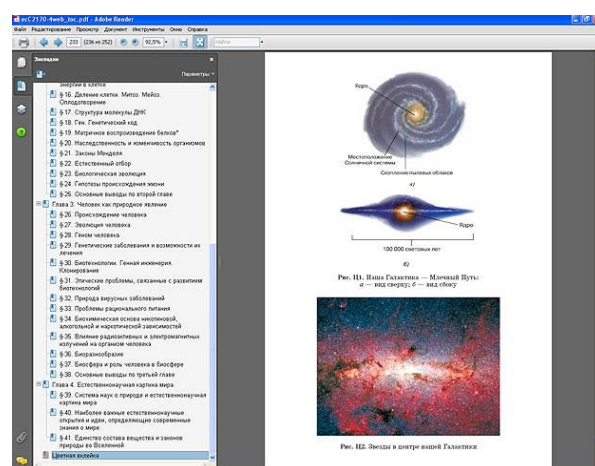 ecC2170-4web_toc.pdf - Adobe Reader
Файл Редактирование Просмотр Документ Инструменты Окно Справка
233 (236 из 252) 92,5% Найти
Закладки
Параметры
энергии в клетке
§ 16. Деление клетки. Митоз. Мейоз.
Оплодотворение
§ 17. Структура молекулы ДНК
§ 18. Ген. Генетический код
§ 19. Матричное воспроизведение белков*
§ 20. Наследственность и изменчивость организмов
§ 21. Законы Менделя
§ 22. Естественный отбор
§ 23. Биологическая эволюция
§ 24. Гипотезы происхождения жизни
§ 25. Основные выводы по второй главе
Глава 3. Человек как природное явление
§ 26. Происхождение человека
§ 27. Эволюция человека
§ 28. Геном человека
§ 29. Генетические заболевания и возможности их
лечения
§ 30. Биотехнологии. Генная инженерия.
Клонирование
§ 31. Этические проблемы, связанные с развитием
биотехнологий
§ 32. Природа вирусных заболеваний
§ 33. Проблемы рационального питания
§ 34. Биохимическая основа никотиновой,
алкогольной и наркотической зависимостей
§ 35. Влияние радиоактивных и электромагнитных
излучений на организм человека
§ 36. Биоразнообразие
§ 37. Биосфера и роль человека в биосфере
§ 38. Основные выводы по третьей главе
Глава 4. Естественнонаучная картина мира
§ 39. Система наук о природе и естественнонаучная
картина мира
§ 40. Наиболее важные естественнонаучные
открытия и идеи, определяющие современные
знания о мире
§ 41. Единство состава вещества и законов
природы во Вселенной
Цветная вклейка
Ядро
Местоположение
Солнечной системы
Скопления пылевых облаков
а)
Ядро
100 000 световых лет
б)
Рис. Ц1. Наша Галактика — Млечный Путь:
а — вид сверху; б — вид сбоку
Рис. Ц2. Звезды в центре нашей Галактики